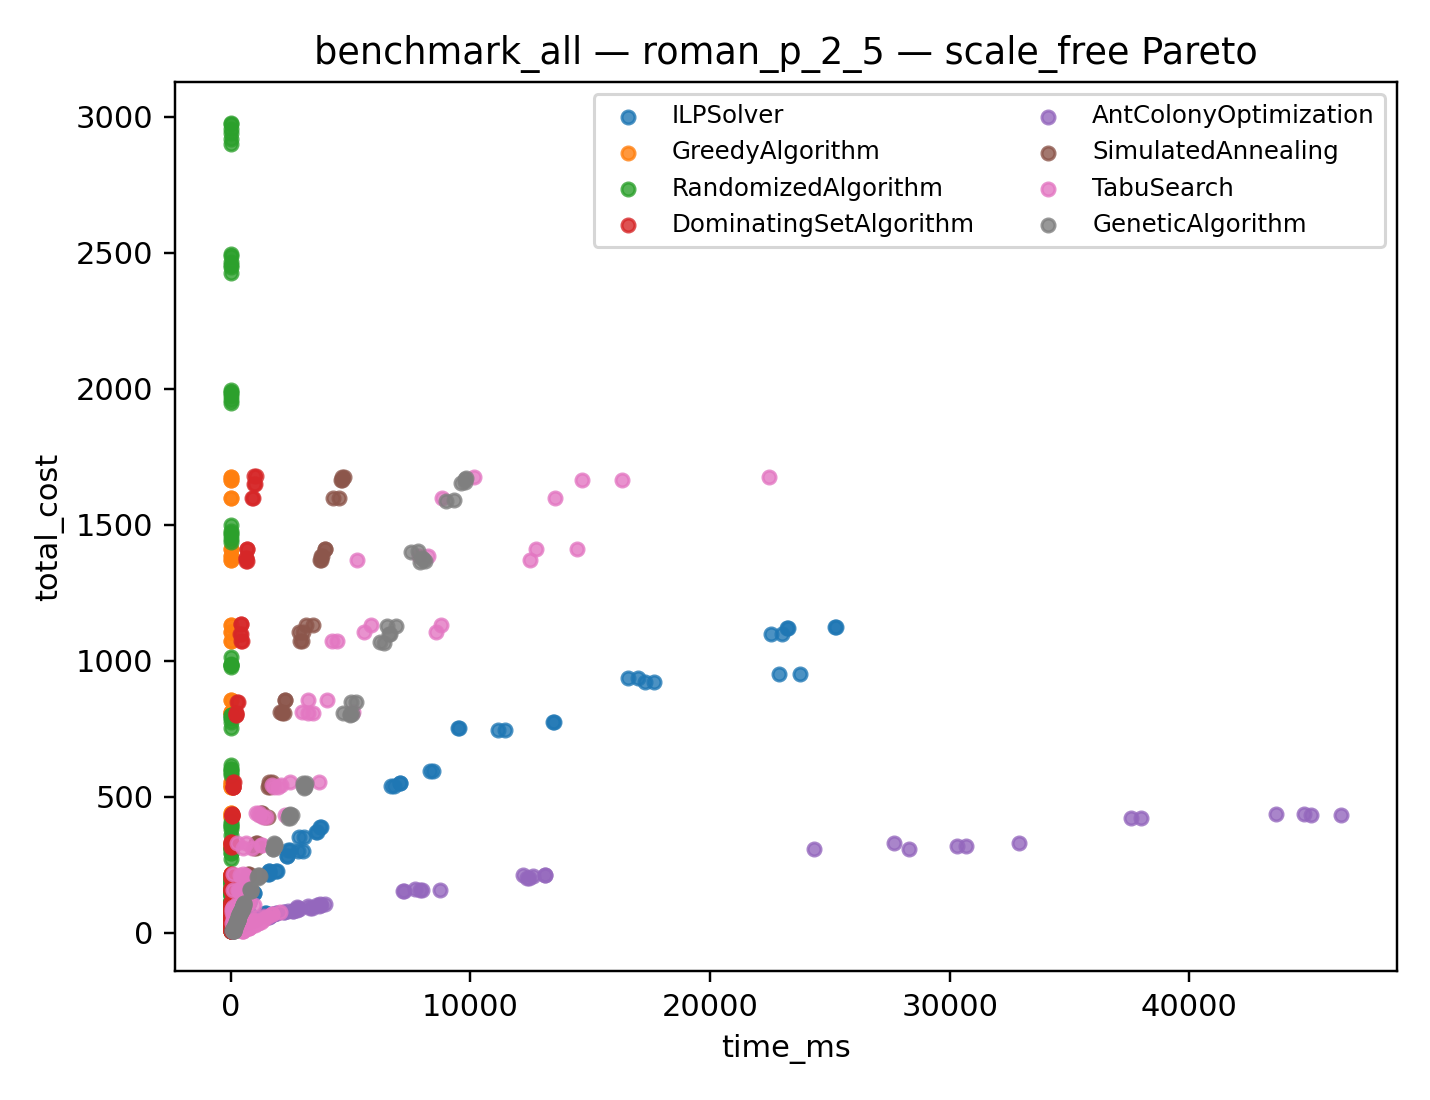 benchmark_all — roman_p_2_5 — scale_free Pareto
ILPSolver
GreedyAlgorithm
RandomizedAlgorithm
DominatingSetAlgorithm
AntColonyOptimization
SimulatedAnnealing
TabuSearch
GeneticAlgorithm
total_cost
3000
2500
2000
1500
1000
500
0
0
10000
20000
30000
40000
time_ms